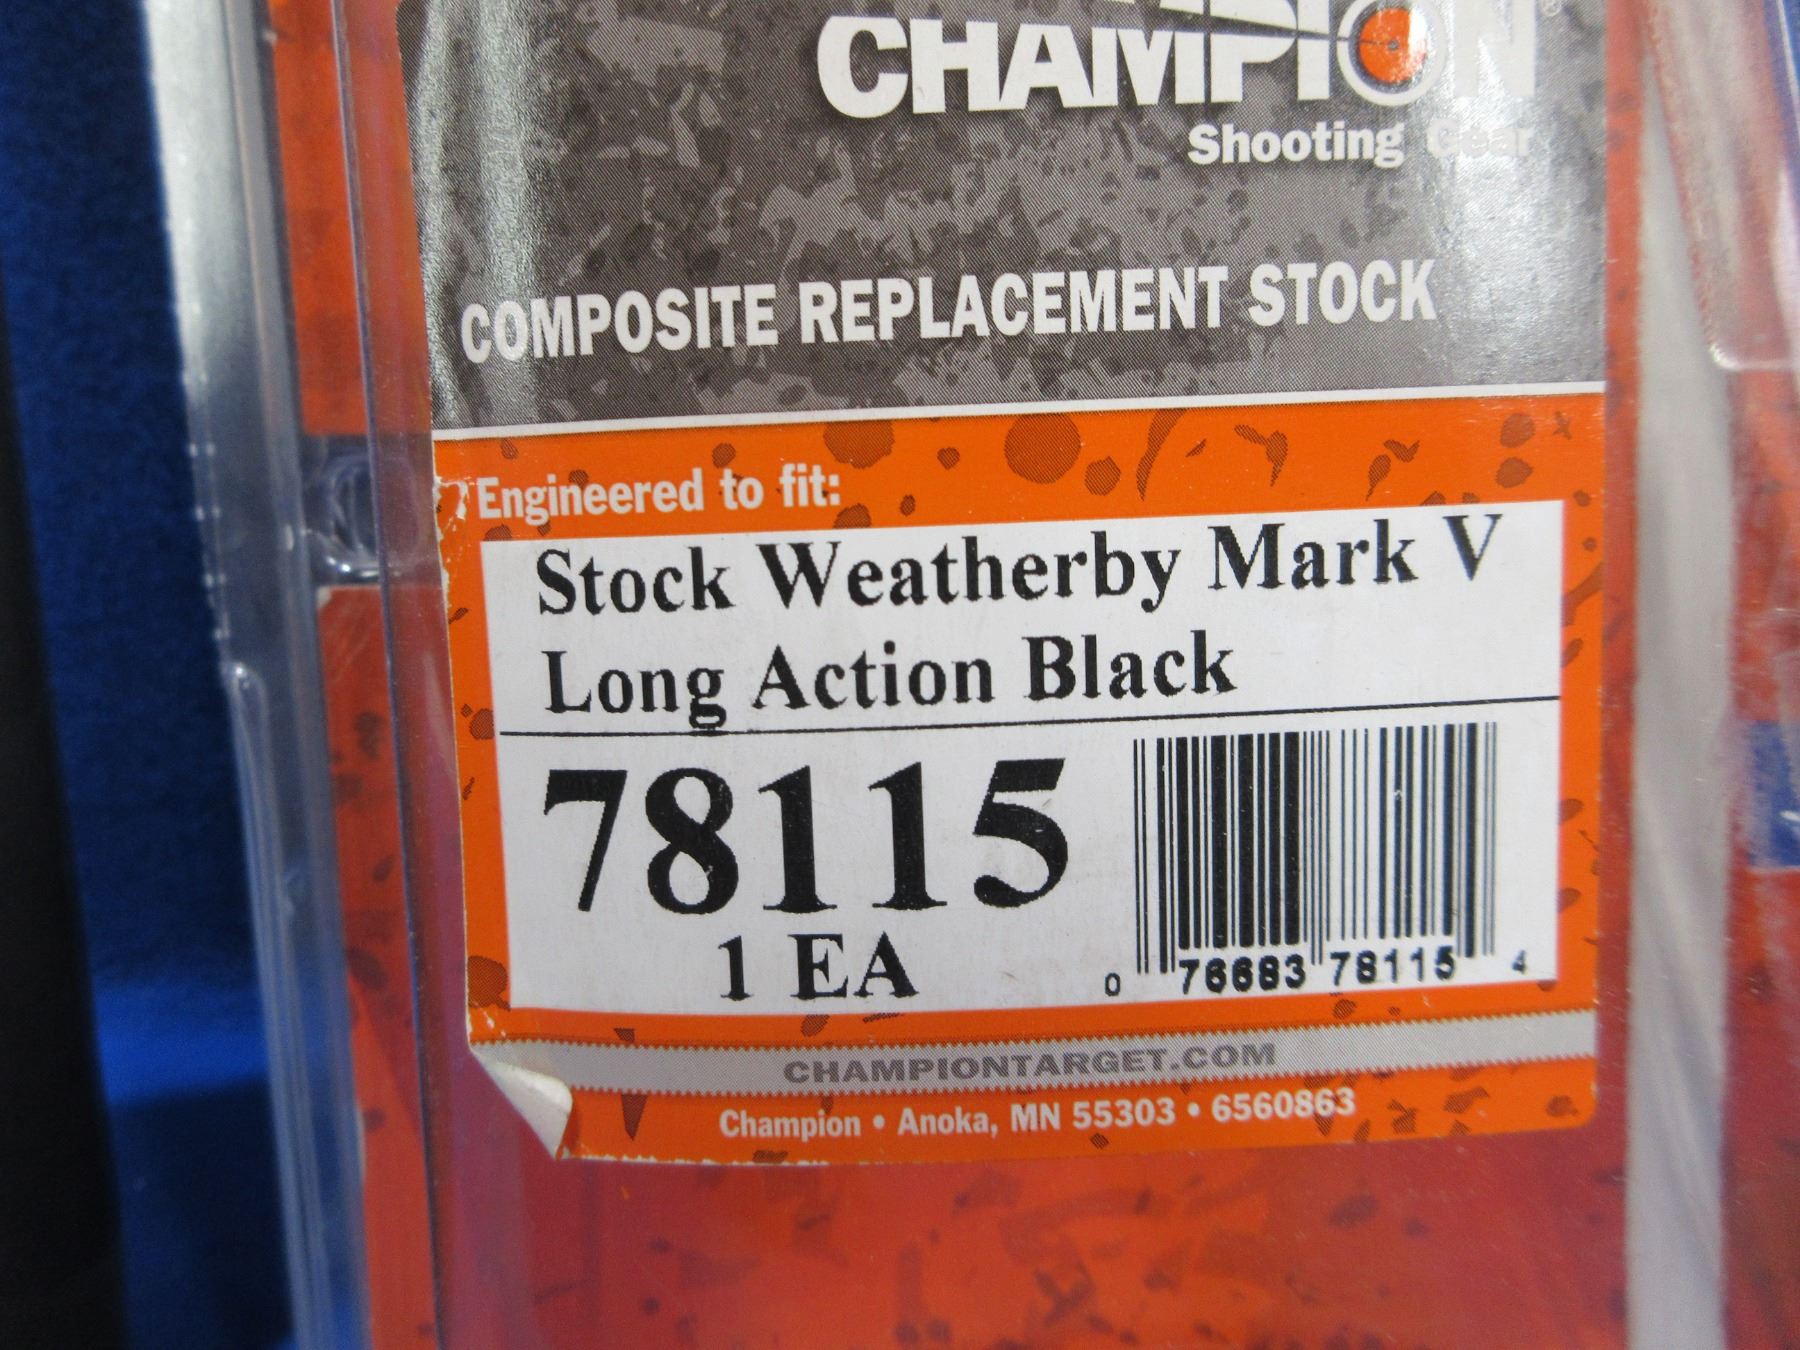 CHAMPION
Shooting Gear
COMPOSITE REPLACEMENT STOCK
Engineered to fit:
Stock Weatherby Mark V
Long Action Black
78115
1 EA
0 76683 78115 4
CHAMPIONTARGET.COM
Champion • Anoka, MN 55303 • 6560863